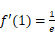 f′(1) = 1/e